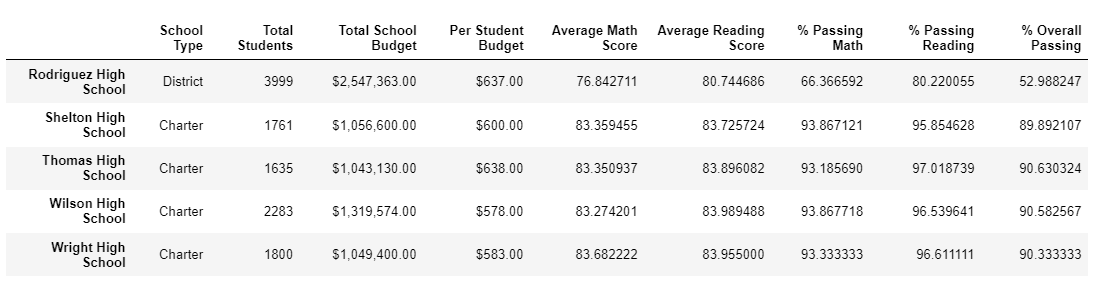 School Type Total Students Total School Budget Per Student Budget Average Math Score Average Reading Score % Passing Math % Passing Reading % Overall Passing
Rodriguez High School District 3999 $2,547,363.00 $637.00 76.842711 80.744686 66.366592 80.220055 52.988247
Shelton High School Charter 1761 $1,056,600.00 $600.00 83.359455 83.725724 93.867121 95.854628 89.892107
Thomas High School Charter 1635 $1,043,130.00 $638.00 83.350937 83.896082 93.185690 97.018739 90.630324
Wilson High School Charter 2283 $1,319,574.00 $578.00 83.274201 83.989488 93.867718 96.539641 90.582567
Wright High School Charter 1800 $1,049,400.00 $583.00 83.682222 83.955000 93.333333 96.611111 90.333333